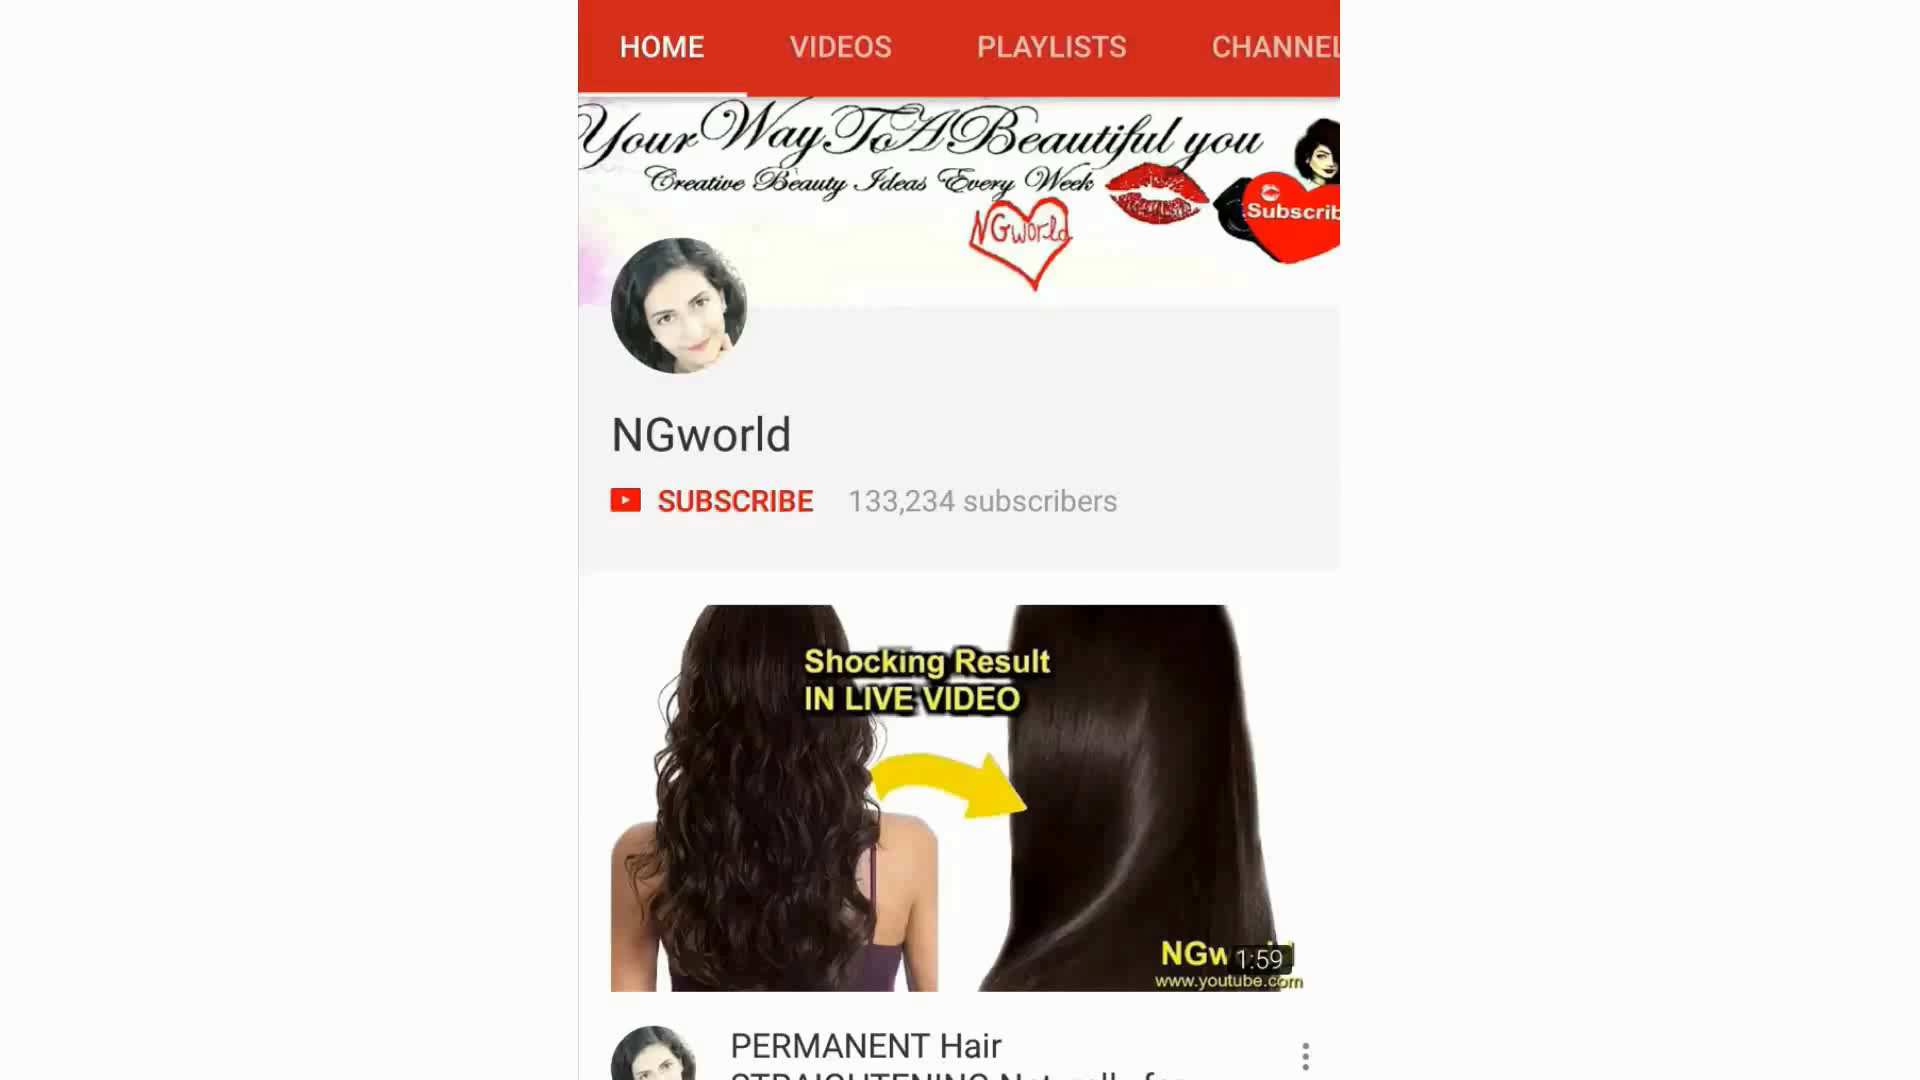 HOME VIDEOS PLAYLISTS CHANNEL
Your Way To A Beautiful you
Creative Beauty Ideas Every Week
Subscrib
NGworld
NGworld
SUBSCRIBE 133,234 subscribers
Shocking Result
IN LIVE VIDEO
1:59
www.youtube.com
PERMANENT Hair